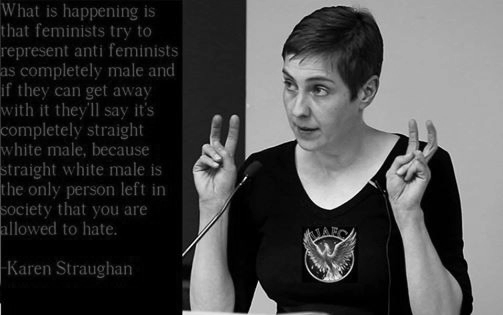 What is happening is
that feminists try to
represent anti feminists
as completely male and
if they can get away
with it they'll say it's
completely straight
white male, because
straight white male is
the only person left in
society that you are
allowed to hate.
-Karen Straughan